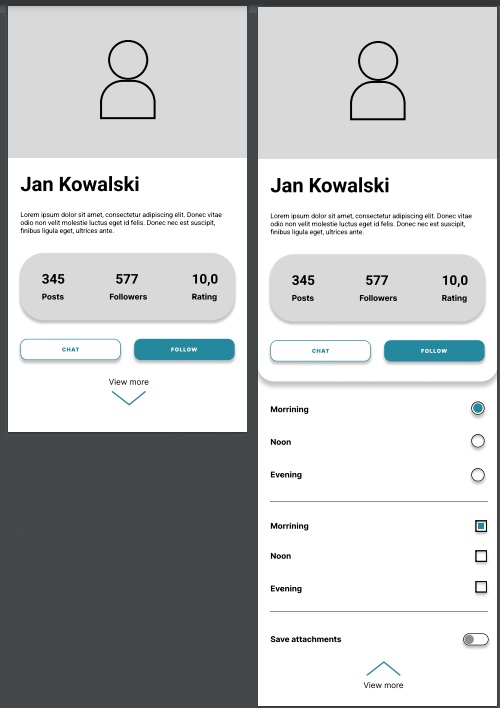 Jan Kowalski
Lorem ipsum dolor sit amet, consectetur adipiscing elit. Donec vitae
odio non velit molestie luctus eget id felis. Donec nec est suscipit,
finibus ligula eget, ultrices ante.
345 577 10,0
Posts Followers Rating
CHAT FOLLOW
View more
Jan Kowalski
Lorem ipsum dolor sit amet, consectetur adipiscing elit. Donec vitae
odio non velit molestie luctus eget id felis. Donec nec est suscipit,
finibus ligula eget, ultrices ante.
345 577 10,0
Posts Followers Rating
CHAT FOLLOW
Morrining
Noon
Evening
Morrining
Noon
Evening
Save attachments
View more